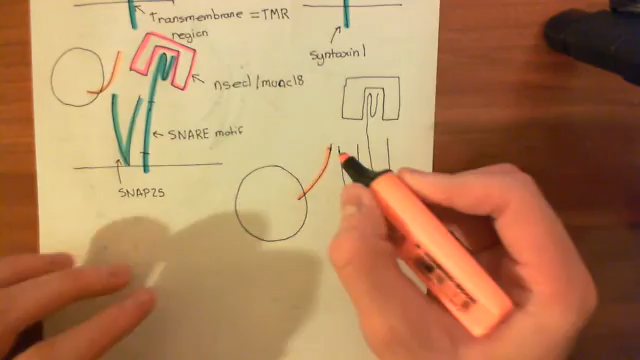 transmembrane = TMR
region
syntaxin 1
nsec1/munc18
SNARE motif
SNAP25